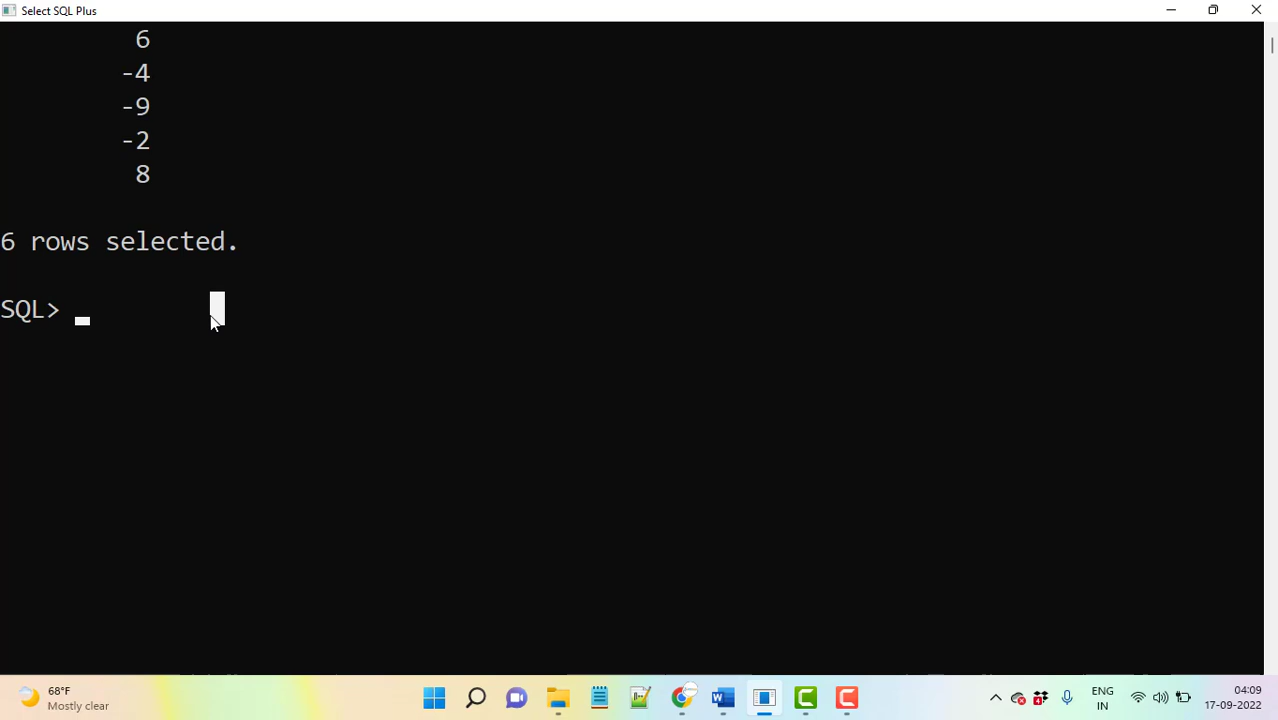 Select SQL Plus
6
-4
-9
-2
8
6 rows selected.
SQL>
68°F
Mostly clear
ENG
IN
04:09
17-09-2022